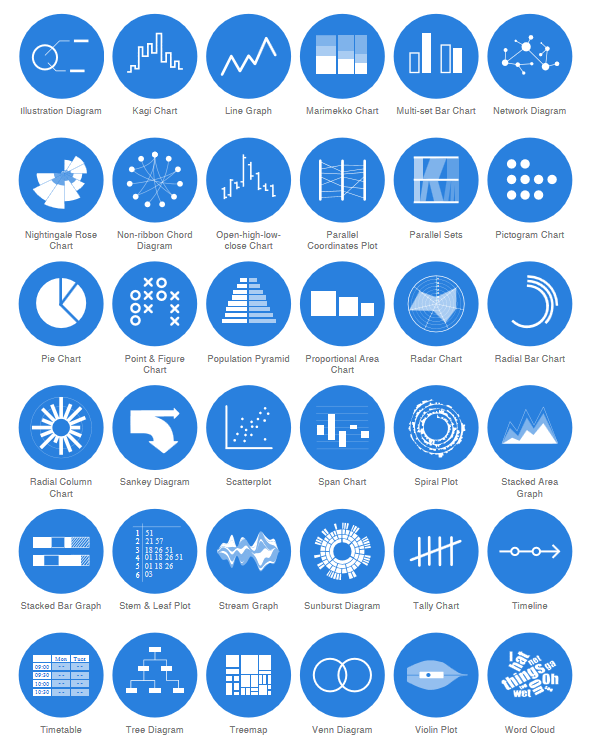 Illustration Diagram
Kagi Chart
Line Graph
Marimekko Chart
Multi-set Bar Chart
Network Diagram
Nightingale Rose
Chart
Non-ribbon Chord
Diagram
Open-high-low-
close Chart
Parallel
Coordinates Plot
Parallel Sets
Pictogram Chart
Pie Chart
Point & Figure
Chart
Population Pyramid
Proportional Area
Chart
Radar Chart
Radial Bar Chart
Radial Column
Chart
Sankey Diagram
Scatterplot
Span Chart
Spiral Plot
Stacked Area
Graph
1 51
2 21 57
3 18 26 51
4 01 18 26 51
5 01 18 26
6 03
Stacked Bar Graph
Stem & Leaf Plot
Stream Graph
Sunburst Diagram
Tally Chart
Timeline
Mon Tues
09:00 -- --
09:30 -- --
10:00 -- --
10:30 -- --
I hat net ga
things oh
wet um
Timetable
Tree Diagram
Treemap
Venn Diagram
Violin Plot
Word Cloud